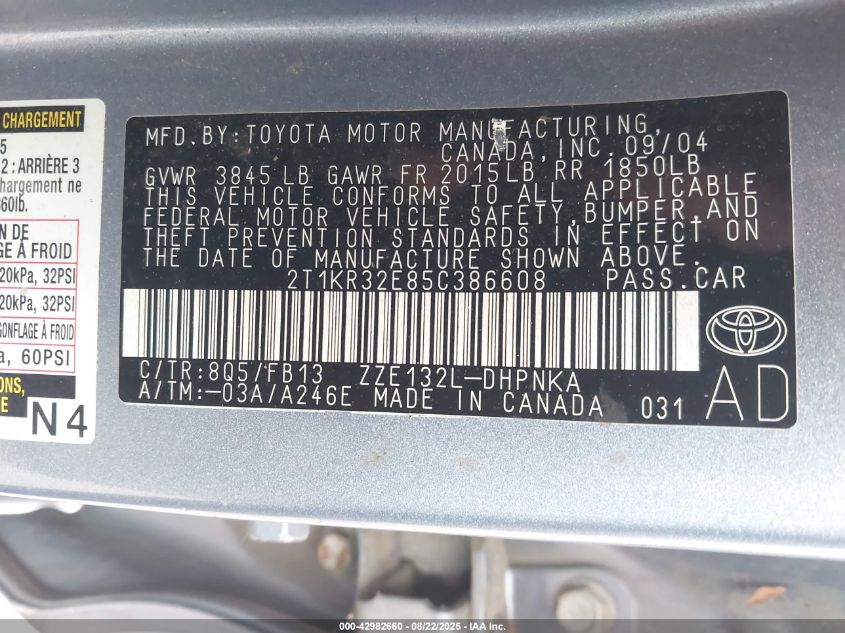 CHARGEMENT
5
2 : ARRIÈRE 3
chargement ne
860lb.
N DE
GE À FROID
20kPa, 32PSI
20kPa, 32PSI
GONFLAGE À FROID
a, 60PSI
ONS,
E
N4
MFD. BY: TOYOTA MOTOR MANUFACTURING,
CANADA, INC. 09/04
GVWR 3845 LB GAWR FR 2015LB RR 1850LB
THIS VEHICLE CONFORMS TO ALL APPLICABLE
FEDERAL MOTOR VEHICLE SAFETY, BUMPER, AND
THEFT PREVENTION STANDARDS IN EFFECT ON
THE DATE OF MANUFACTURE SHOWN ABOVE.
2T1KR32E85C386608 PASS. CAR
C/TR: 8Q5/FB13 ZZE132L-DHPNKA
A/TM:-03A/A246E MADE IN CANADA 031
AD
000-42982660 - 08/22/2025 - IAA Inc.